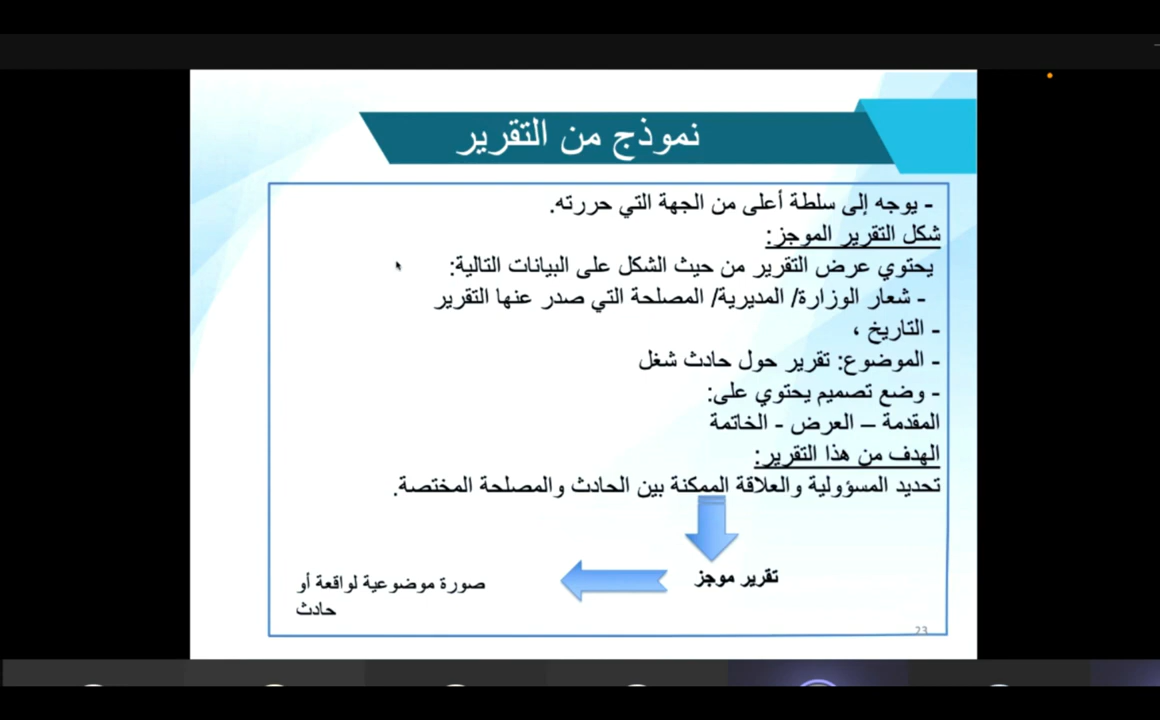 نموذج من التقرير
- يوجه إلى سلطة أعلى من الجهة التي حررته.
شكل التقرير الموجز:
يحتوي عرض التقرير من حيث الشكل على البيانات التالية:
- شعار الوزارة/ المديرية/ المصلحة التي صدر عنها التقرير
- التاريخ ،
- الموضوع: تقرير حول حادث شغل
- وضع تصميم يحتوي على:
المقدمة – العرض - الخاتمة
الهدف من هذا التقرير:
تحديد المسؤولية والعلاقة الممكنة بين الحادث والمصلحة المختصة.
تقرير موجز
صورة موضوعية لواقعة أو
حادث
23